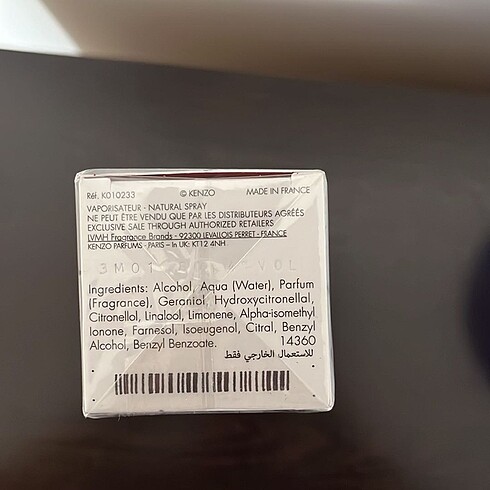 Réf. K010233 © KENZO MADE IN FRANCE
VAPORISATEUR - NATURAL SPRAY
NE PEUT ÊTRE VENDU QUE PAR LES DISTRIBUTEURS AGRÉÉS
EXCLUSIVE SALE THROUGH AUTHORIZED RETAILERS
LVMH Fragrance Brands - 92300 LEVALLOIS PERRET - FRANCE
KENZO PARFUMS - PARIS – In UK: KT12 4NH
3M01
Ingredients: Alcohol, Aqua (Water), Parfum
(Fragrance), Geraniol, Hydroxycitronellal,
Citronellol, Linalool, Limonene, Alpha-isomethyl
Ionone, Farnesol, Isoeugenol, Citral, Benzyl
Alcohol, Benzyl Benzoate. 14360
للاستعمال الخارجي فقط